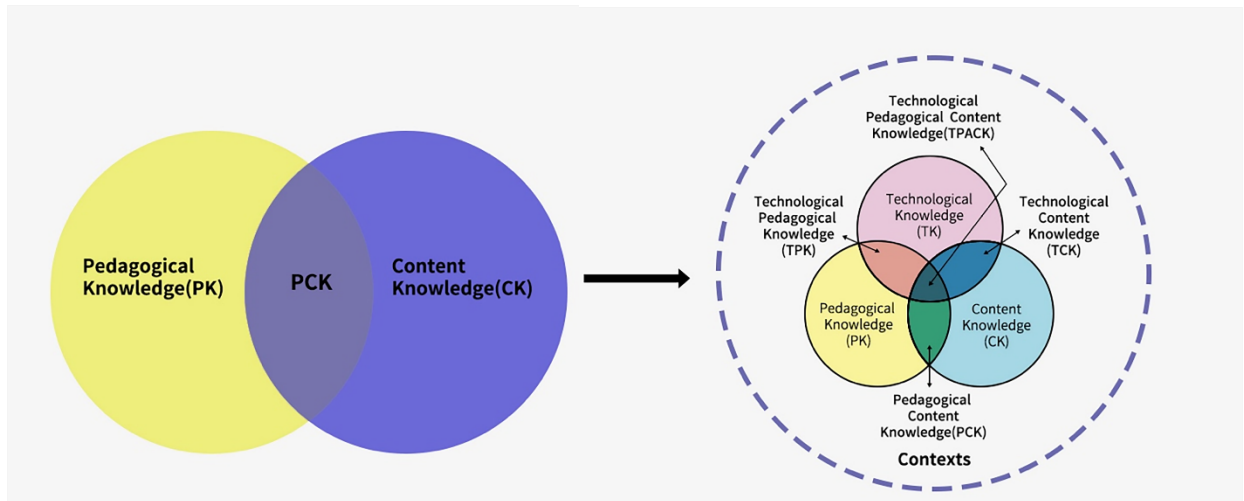 Pedagogical
Knowledge(PK)
PCK
Content
Knowledge(CK)
Technological
Pedagogical Content
Knowledge(TPACK)
Technological
Pedagogical
Knowledge
(TPK)
Technological
Knowledge
(TK)
Technological
Content
Knowledge
(TCK)
Pedagogical
Knowledge
(PK)
Content
Knowledge
(CK)
Pedagogical
Content
Knowledge(PCK)
Contexts